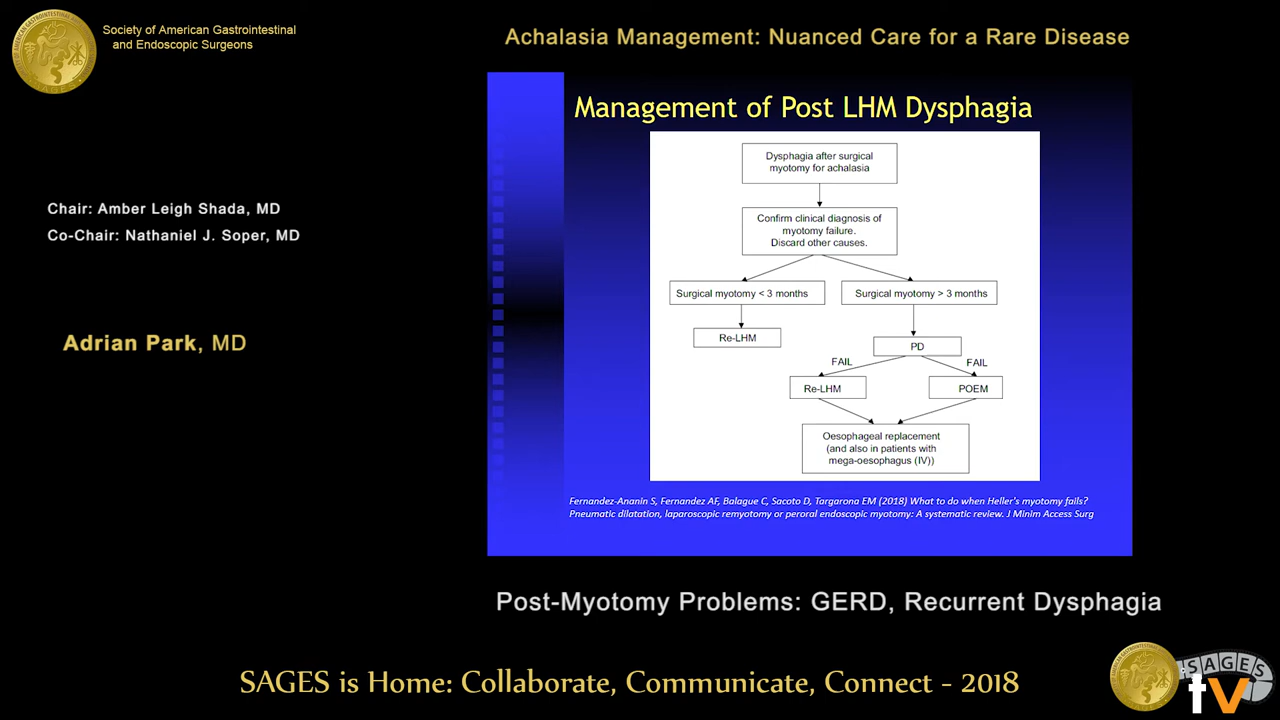 Society of American Gastrointestinal
and Endoscopic Surgeons
Achalasia Management: Nuanced Care for a Rare Disease
Chair: Amber Leigh Shada, MD
Co-Chair: Nathaniel J. Soper, MD
Adrian Park, MD
Management of Post LHM Dysphagia
Dysphagia after surgical
myotomy for achalasia
Confirm clinical diagnosis of
myotomy failure.
Discard other causes.
Surgical myotomy < 3 months
Surgical myotomy > 3 months
Re-LHM
PD
FAIL
FAIL
Re-LHM
POEM
Oesophageal replacement
(and also in patients with
mega-oesophagus (IV))
Fernandez-Ananin S, Fernandez AF, Balague C, Sacoto D, Targarona EM (2018) What to do when Heller's myotomy fails?
Pneumatic dilatation, laparoscopic remyotomy or peroral endoscopic myotomy: A systematic review. J Minim Access Surg
Post-Myotomy Problems: GERD, Recurrent Dysphagia
SAGES is Home: Collaborate, Communicate, Connect - 2018
SAGES
tv